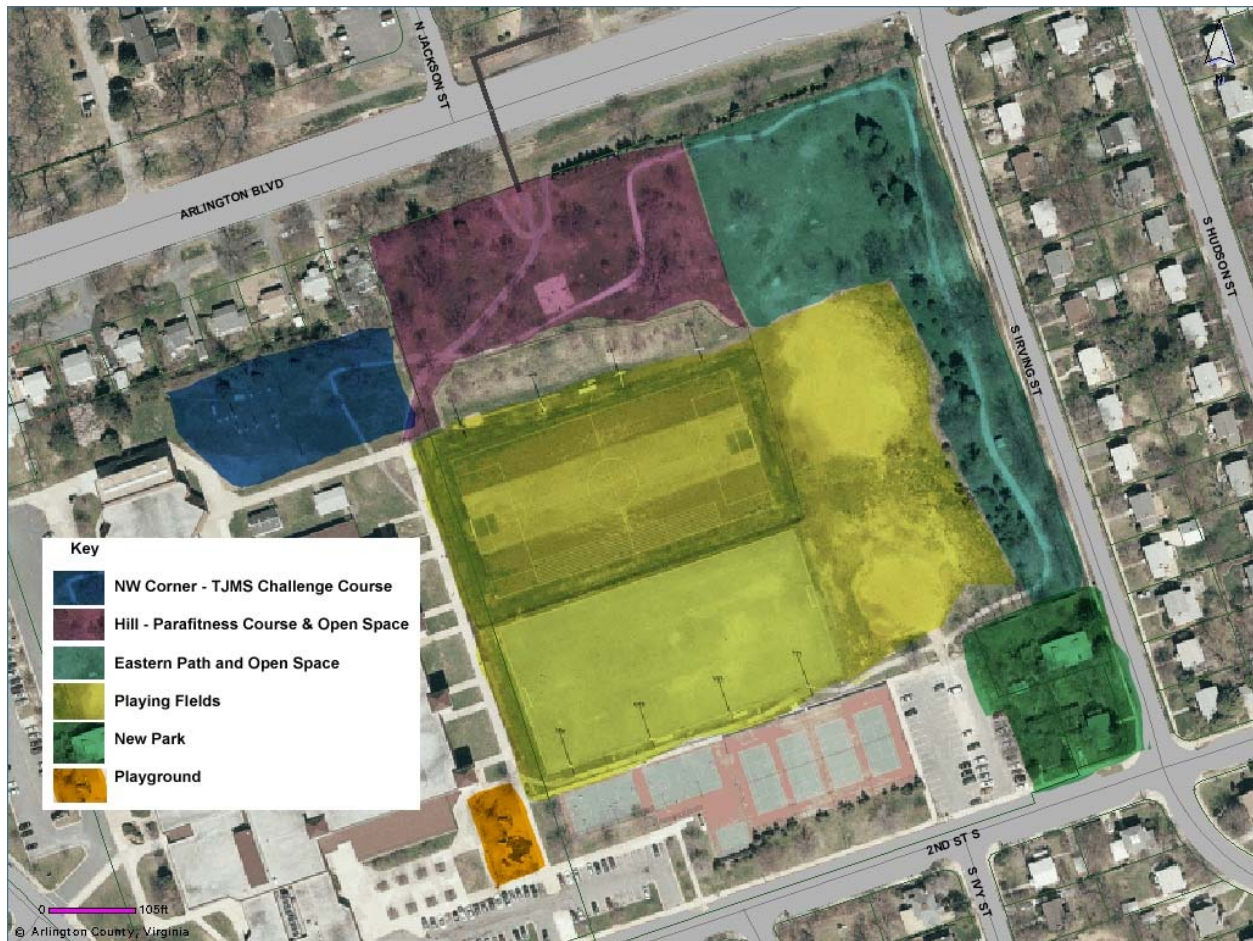 N JACKSON ST
ARLINGTON BLVD
S HUDSON ST
S IRVING ST
Key
NW Corner - TJMS Challenge Course
Hill - Parafitness Course & Open Space
Eastern Path and Open Space
Playing FIelds
New Park
Playground
2ND ST S
S IVY ST
0 105ft
© Arlington County, Virginia